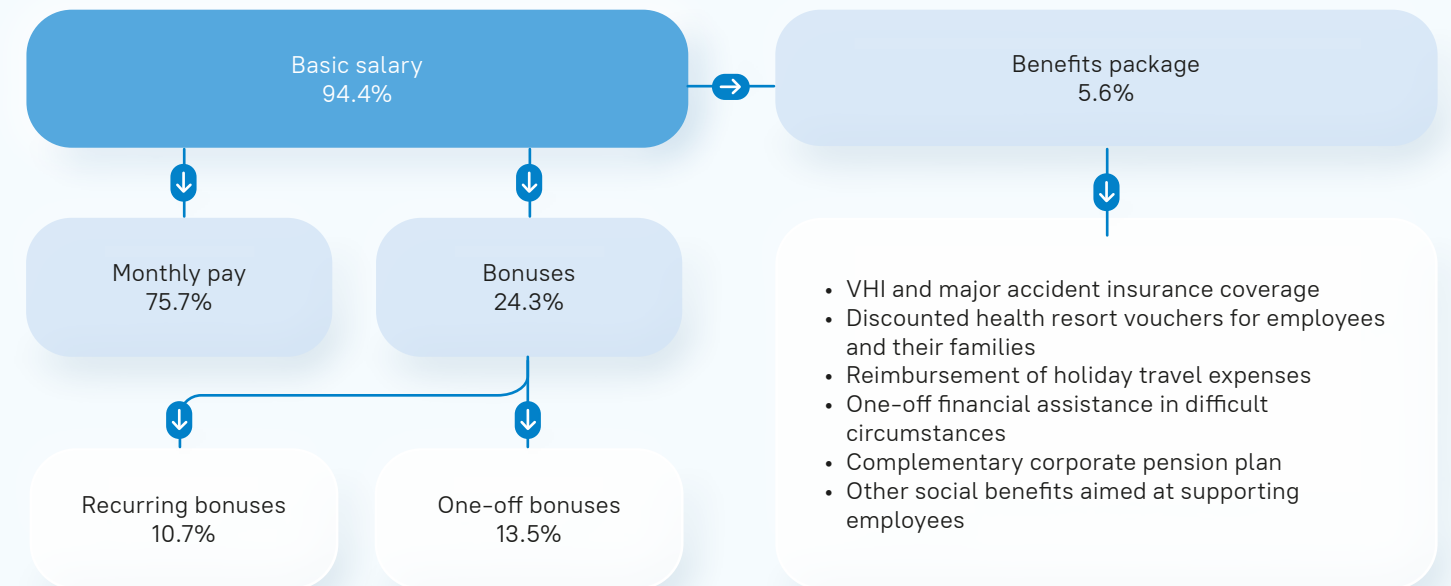 Basic salary
94.4%
Benefits package
5.6%
Monthly pay
75.7%
Bonuses
24.3%
Recurring bonuses
10.7%
One-off bonuses
13.5%
• VHI and major accident insurance coverage
• Discounted health resort vouchers for employees
and their families
• Reimbursement of holiday travel expenses
• One-off financial assistance in difficult
circumstances
• Complementary corporate pension plan
• Other social benefits aimed at supporting
employees